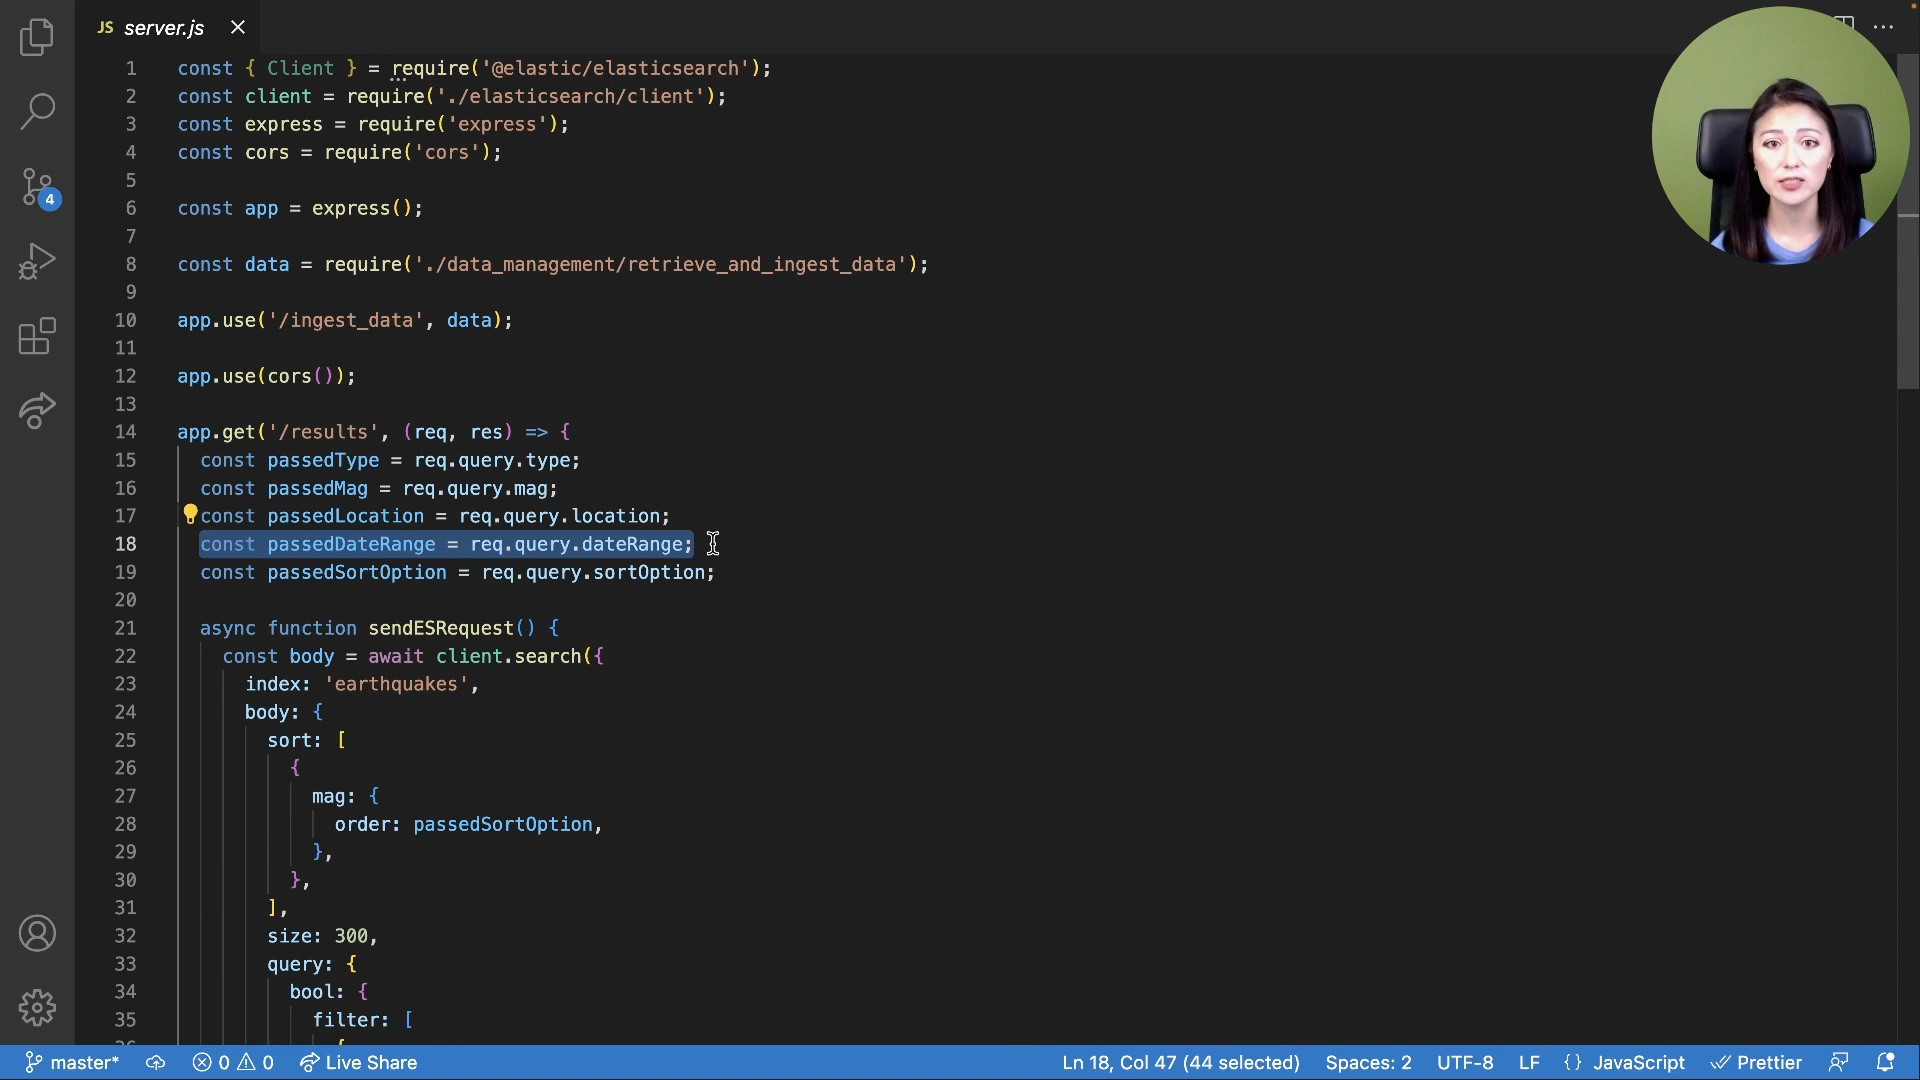 JS server.js
1 const { Client } = require('@elastic/elasticsearch');
2 const client = require('./elasticsearch/client');
3 const express = require('express');
4 const cors = require('cors');
5
6 const app = express();
7
8 const data = require('./data_management/retrieve_and_ingest_data');
9
10 app.use('/ingest_data', data);
11
12 app.use(cors());
13
14 app.get('/results', (req, res) => {
15 const passedType = req.query.type;
16 const passedMag = req.query.mag;
17 const passedLocation = req.query.location;
18 const passedDateRange = req.query.dateRange;
19 const passedSortOption = req.query.sortOption;
20
21 async function sendESRequest() {
22 const body = await client.search({
23 index: 'earthquakes',
24 body: {
25 sort: [
26 {
27 mag: {
28 order: passedSortOption,
29 },
30 },
31 ],
32 size: 300,
33 query: {
34 bool: {
35 filter: [
36 {
4
master* 0 0 Live Share Ln 18, Col 47 (44 selected) Spaces: 2 UTF-8 LF {} JavaScript Prettier